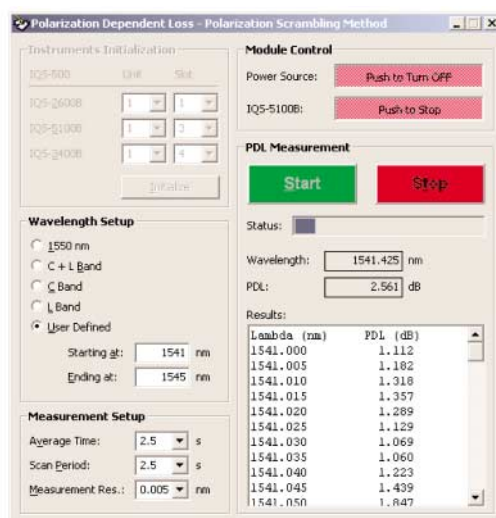 Polarization Dependent Loss - Polarization Scrambling Method
Instruments Initialization
IQS-500 Unit Slot
IQS-2600B 1 1
IQS-5100B 1 3
IQS-3400B 1 4
Initialize
Wavelength Setup
1550 nm
C + L Band
C Band
L Band
User Defined
Starting at: 1541 nm
Ending at: 1545 nm
Measurement Setup
Average Time: 2.5 s
Scan Period: 2.5 s
Measurement Res.: 0.005 nm
Module Control
Power Source: Push to Turn OFF
IQS-5100B: Push to Stop
PDL Measurement
Start Stop
Status:
Wavelength: 1541.425 nm
PDL: 2.561 dB
Results:
Lambda (nm) PDL (dB)
1541.000 1.112
1541.005 1.182
1541.010 1.318
1541.015 1.357
1541.020 1.289
1541.025 1.129
1541.030 1.069
1541.035 1.060
1541.040 1.223
1541.045 1.439
1541.050 1.847